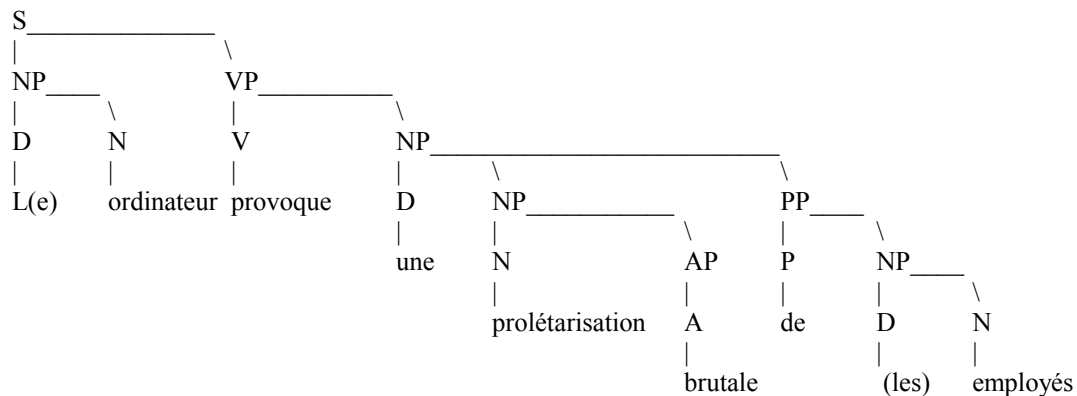 S
NP VP
D N V NP
L(e) ordinateur provoque D NP PP
une N AP P NP
prolétarisation A de D N
brutale (les) employés